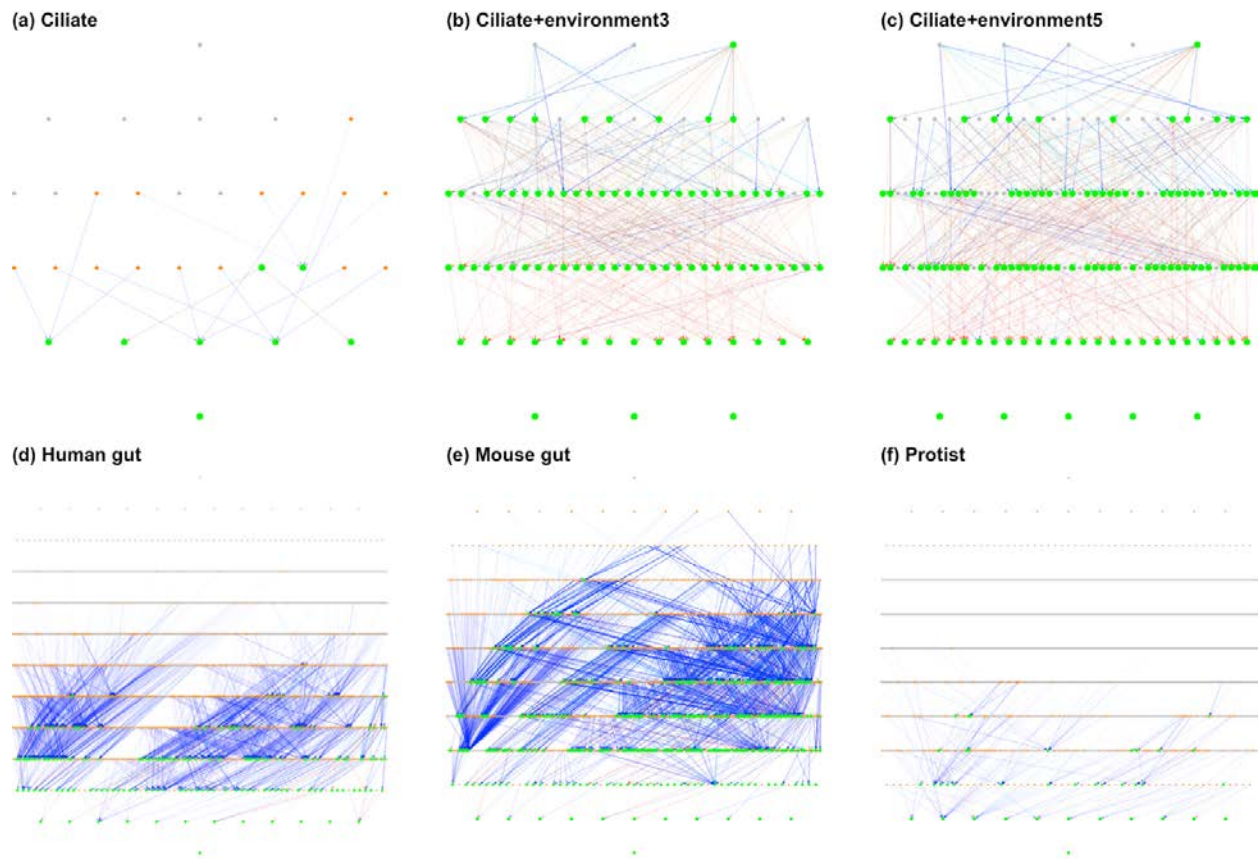 (a) Ciliate
(b) Ciliate+environment3
(c) Ciliate+environment5
(d) Human gut
(e) Mouse gut
(f) Protist